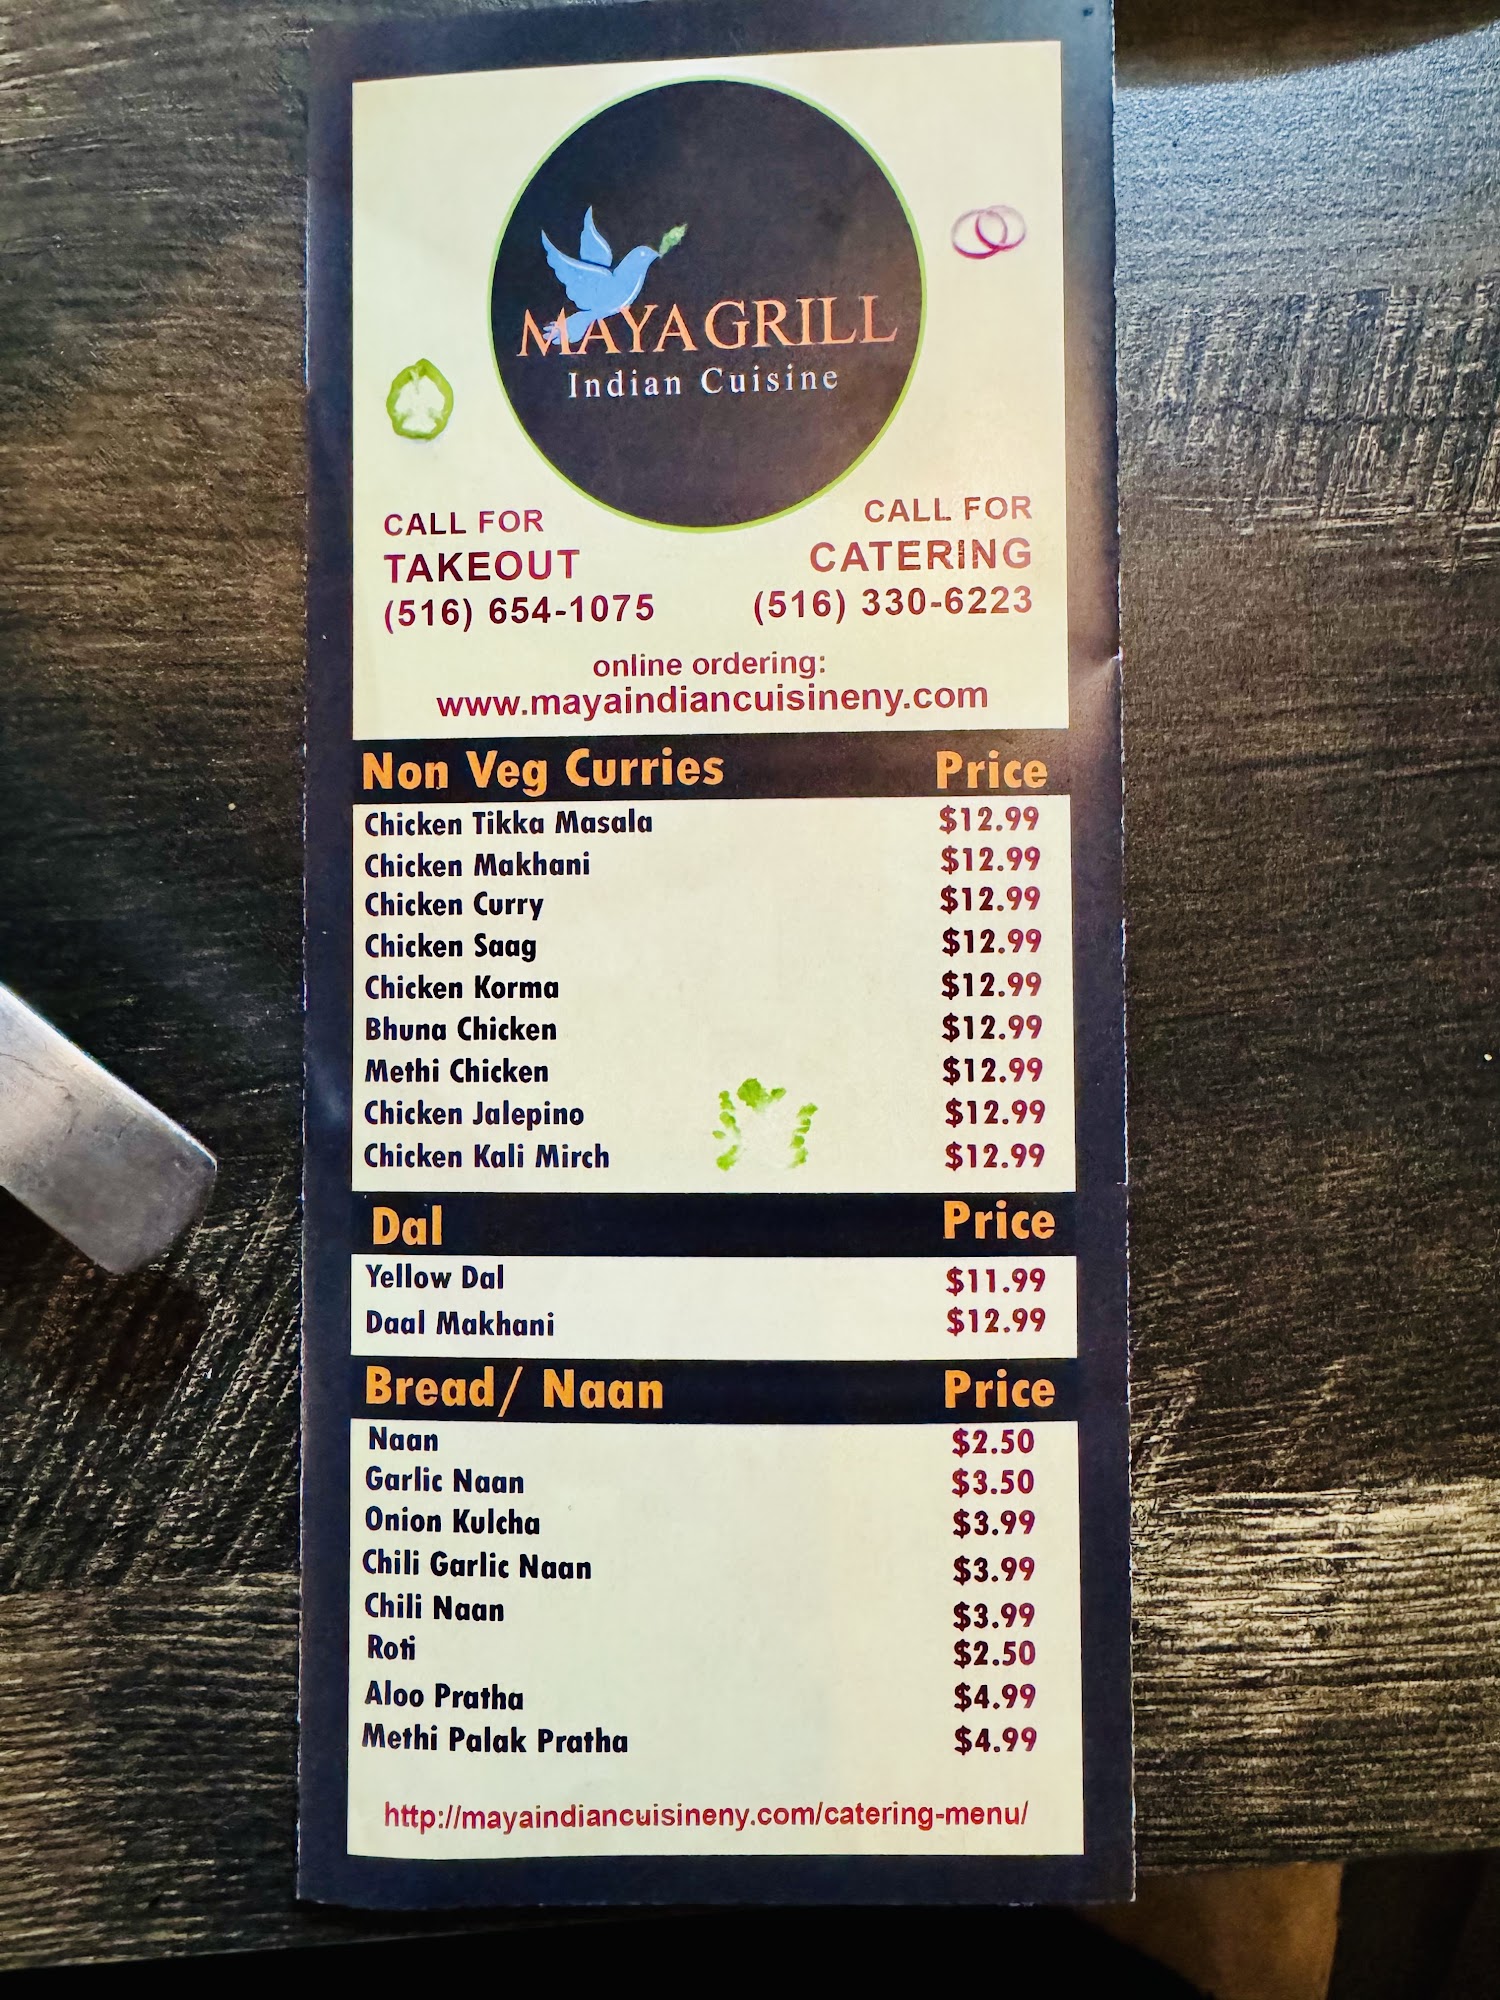 MAYA GRILL
Indian Cuisine
CALL FOR
TAKEOUT
(516) 654-1075
CALL FOR
CATERING
(516) 330-6223
online ordering:
www.mayaindiancuisineny.com
Non Veg Curries Price
Chicken Tikka Masala $12.99
Chicken Makhani $12.99
Chicken Curry $12.99
Chicken Saag $12.99
Chicken Korma $12.99
Bhuna Chicken $12.99
Methi Chicken $12.99
Chicken Jalepino $12.99
Chicken Kali Mirch $12.99
Dal Price
Yellow Dal $11.99
Daal Makhani $12.99
Bread/ Naan Price
Naan $2.50
Garlic Naan $3.50
Onion Kulcha $3.99
Chili Garlic Naan $3.99
Chili Naan $3.99
Roti $2.50
Aloo Pratha $4.99
Methi Palak Pratha $4.99
http://mayaindiancuisineny.com/catering-menu/